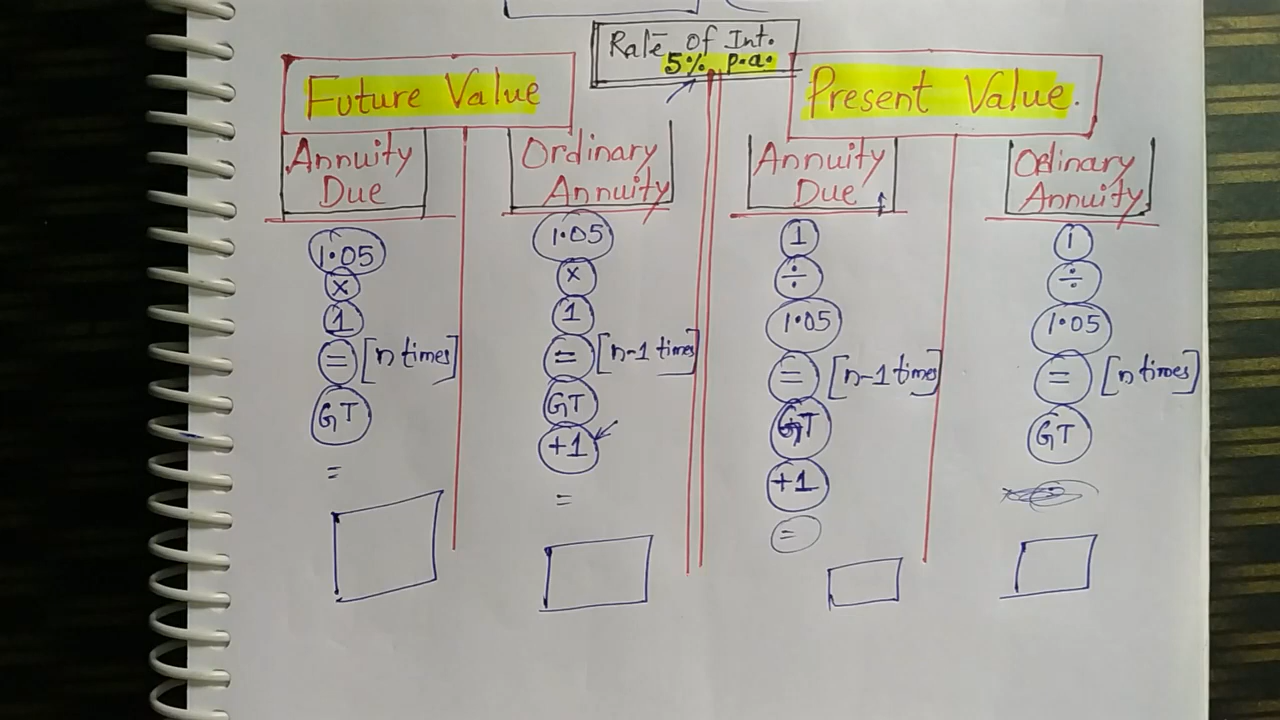 Rate of Int.
5% p.a.
Future Value
Present Value.
Annuity
Due
1.05
×
1
= [n times]
GT
=
Ordinary
Annuity
1.05
×
1
= [n-1 times]
GT
+1
=
Annuity
Due
1
÷
1.05
= [n-1 times]
GT
+1
=
Odinary
Annuity
1
÷
1.05
= [n times]
GT